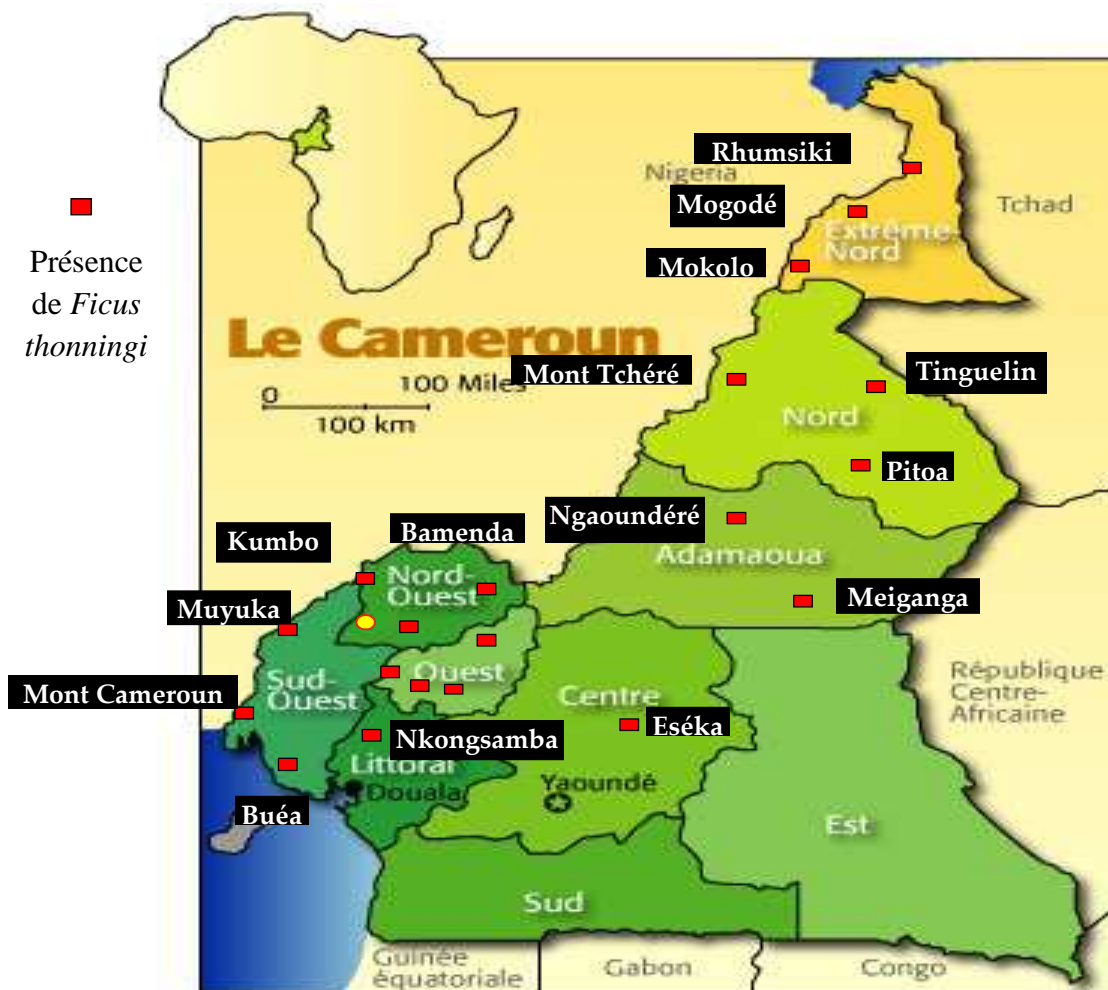 Rhumsiki
Nigeria
Mogodé
Tchad
Extrême-
Nord
Mokolo
Présence
de Ficus
thonningi
Le Cameroun
100 Miles
0
100 km
Mont Tchéré
Tinguelin
Nord
Pitoa
Ngaoundéré
Bamenda
Kumbo
Adamaoua
Nord-
Ouest
Meiganga
Muyuka
Ouest
Sud-
Ouest
République
Centre-
Africaine
Mont Cameroun
Centre
Eséka
Nkongsamba
Littoral
Yaoundé
Douala
Buéa
Est
Sud
Guinée
équatoriale
Gabon
Congo